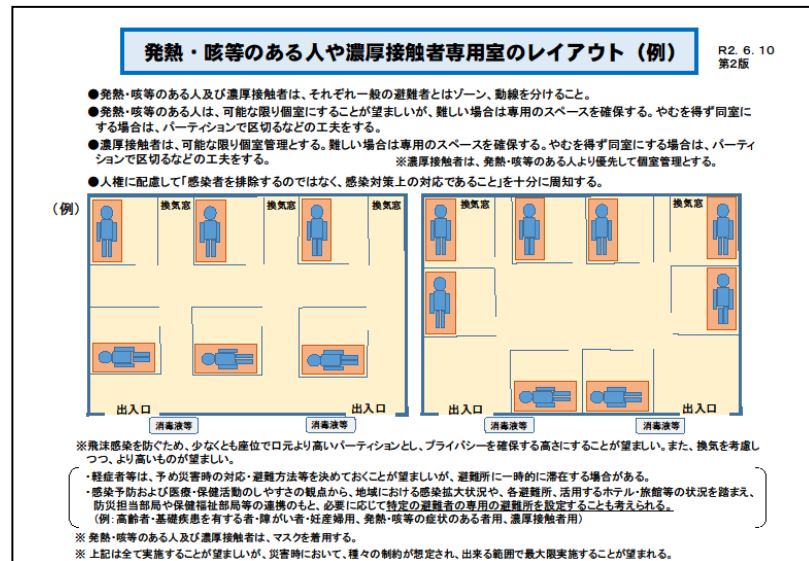 発熱・咳等のある人や濃厚接触者専用室のレイアウト（例）
R2. 6. 10
第2版
●発熱・咳等のある人及び濃厚接触者は、それぞれ一般の避難者とはゾーン、動線を分けること。
●発熱・咳等のある人は、可能な限り個室にすることが望ましいが、難しい場合は専用のスペースを確保する。やむを得ず同室に
する場合は、パーティションで区切るなどの工夫をする。
●濃厚接触者は、可能な限り個室管理とする。難しい場合は専用のスペースを確保する。やむを得ず同室にする場合は、パーティ
ションで区切るなどの工夫をする。 ※濃厚接触者は、発熱・咳等のある人より優先して個室管理とする。
●人権に配慮して「感染者を排除するのではなく、感染対策上の対応であること」を十分に周知する。
（例）
換気窓 換気窓 換気窓 換気窓 換気窓
出入口 出入口 出入口 出入口
消毒液等 消毒液等 消毒液等 消毒液等
※飛沫感染を防ぐため、少なくとも座位で口元より高いパーティションとし、プライバシーを確保する高さにすることが望ましい。また、換気を考慮し
つつ、より高いものが望ましい。
・軽症者等は、予め災害時の対応・避難方法等を決めておくことが望ましいが、避難所に一時的に滞在する場合がある。
・感染予防および医療・保健活動のしやすさの観点から、地域における感染拡大状況や、各避難所、活用するホテル・旅館等の状況を踏まえ、
防災担当部局や保健福祉部局等の連携のもと、必要に応じて特定の避難者の専用の避難所を設定することも考えられる。
（例：高齢者・基礎疾患を有する者・障がい者・妊産婦用、発熱・咳等の症状のある者用、濃厚接触者用）
※ 発熱・咳等のある人及び濃厚接触者は、マスクを着用する。
※ 上記は全て実施することが望ましいが、災害時において、種々の制約が想定され、出来る範囲で最大限実施することが望まれる。